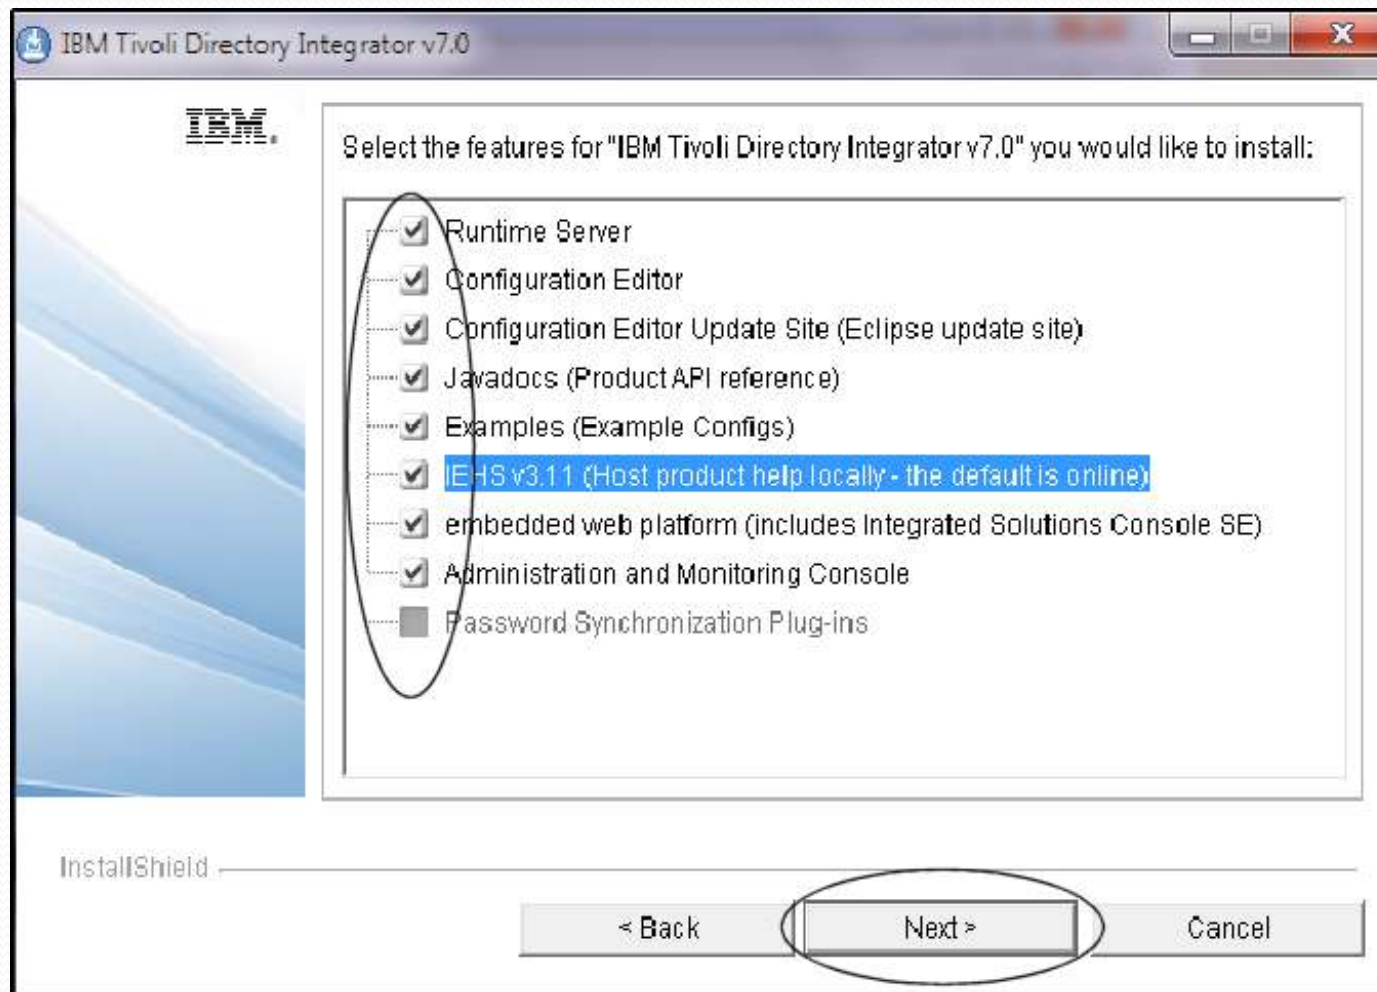 IBM Tivoli Directory Integrator v7.0
IBM.
Select the features for "IBM Tivoli Directory Integrator v7.0" you would like to install:
Runtime Server
Configuration Editor
Configuration Editor Update Site (Eclipse update site)
Javadocs (Product API reference)
Examples (Example Configs)
IEHS v3.11 (Host product help locally - the default is online)
embedded web platform (includes Integrated Solutions Console SE)
Administration and Monitoring Console
Password Synchronization Plug-ins
InstallShield
< Back
Next >
Cancel